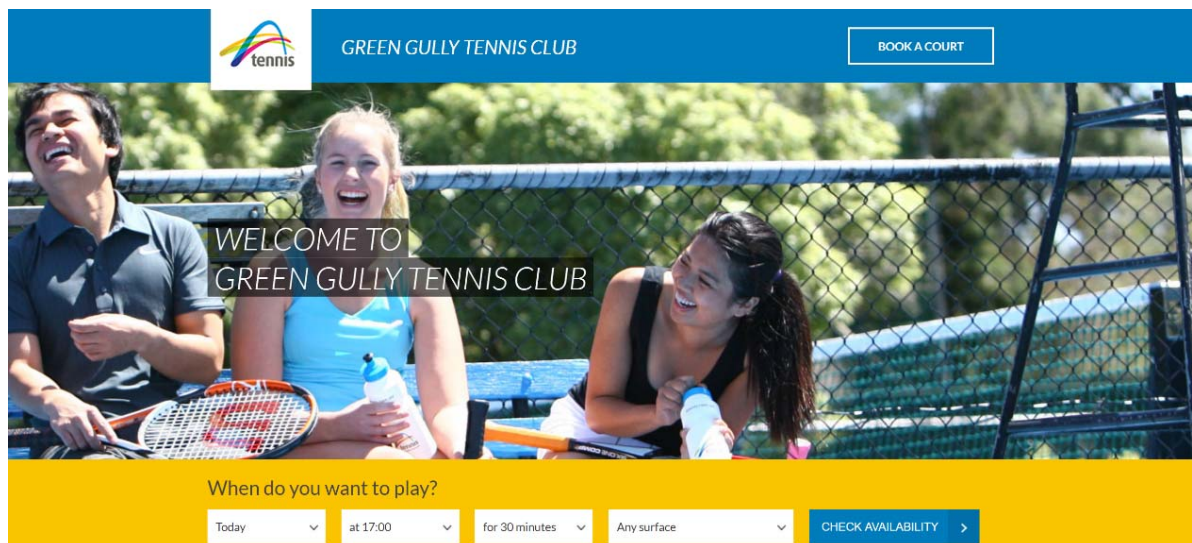 tennis
GREEN GULLY TENNIS CLUB
BOOK A COURT
WELCOME TO
GREEN GULLY TENNIS CLUB
When do you want to play?
Today
at 17:00
for 30 minutes
Any surface
CHECK AVAILABILITY